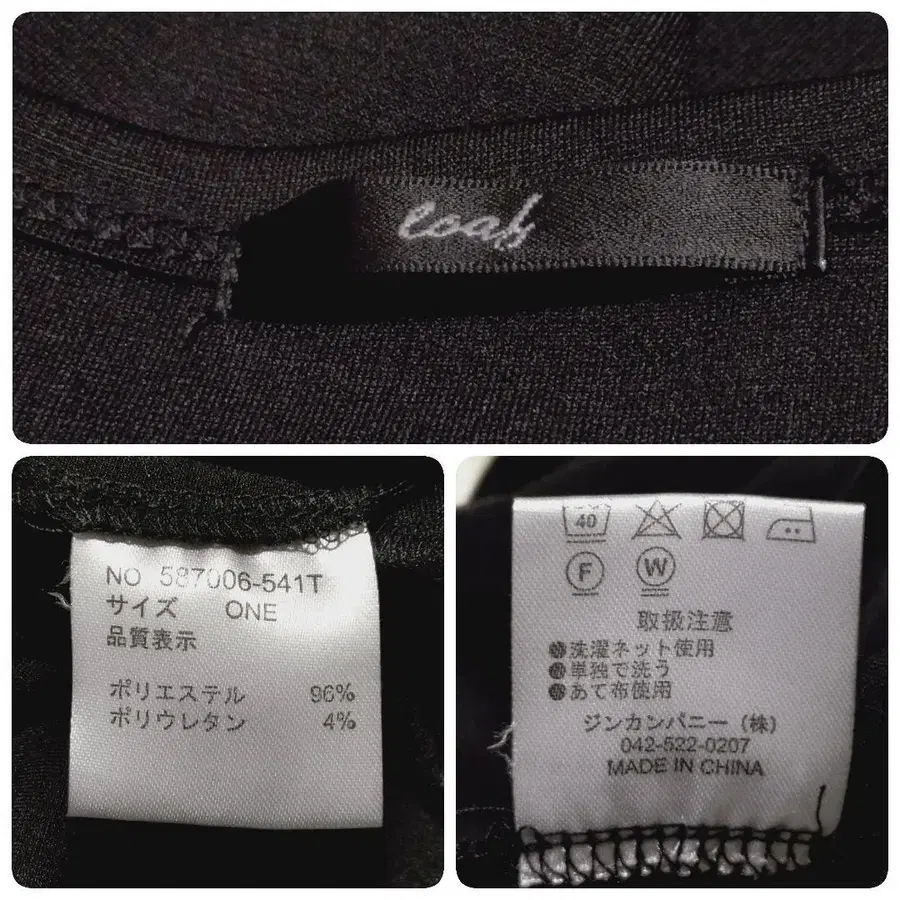 NO 587006-541T
サイズ ONE
品質表示
ポリエステル 96%
ポリウレタン 4%
40
F W
取扱注意
洗濯ネット使用
単独で洗う
あて布使用
ジンカンパニー（株）
042-522-0207
MADE IN CHINA